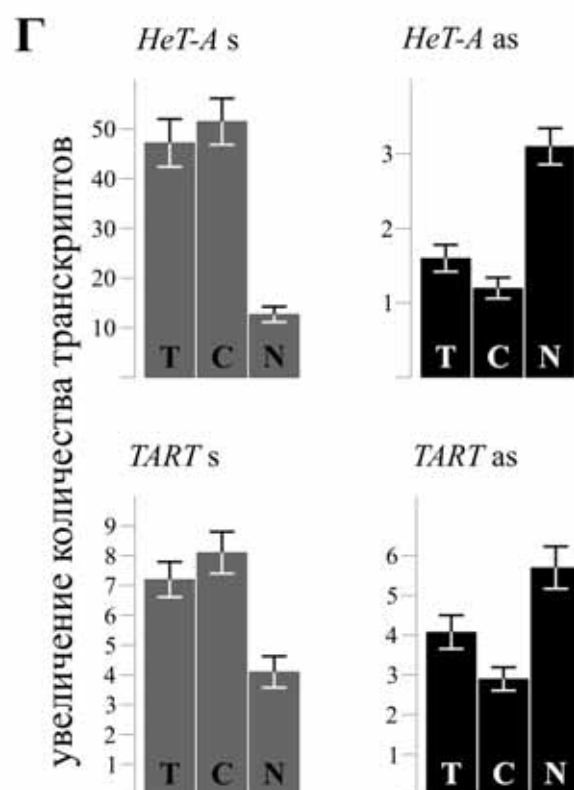 Г
HeT-A s
HeT-A as
увеличение количества транскриптов
50
40
30
20
10
T C N
3
2
1
T C N
TART s
TART as
9
8
7
6
5
4
3
2
1
T C N
6
5
4
3
2
1
T C N